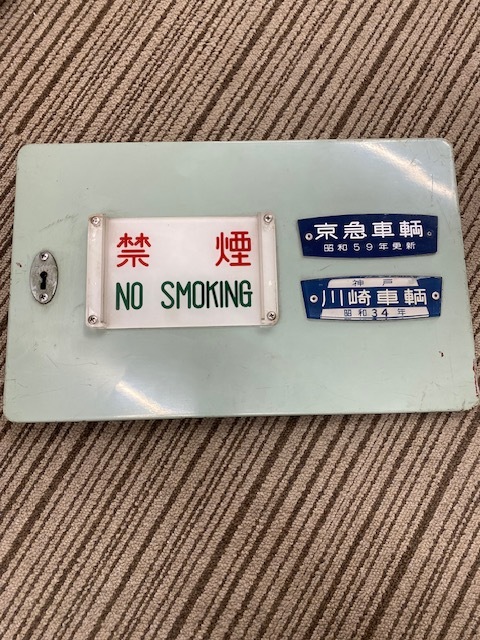 禁 煙
NO SMOKING
京急車輌
昭和59年更新
神戸
川崎車輌
昭和34年